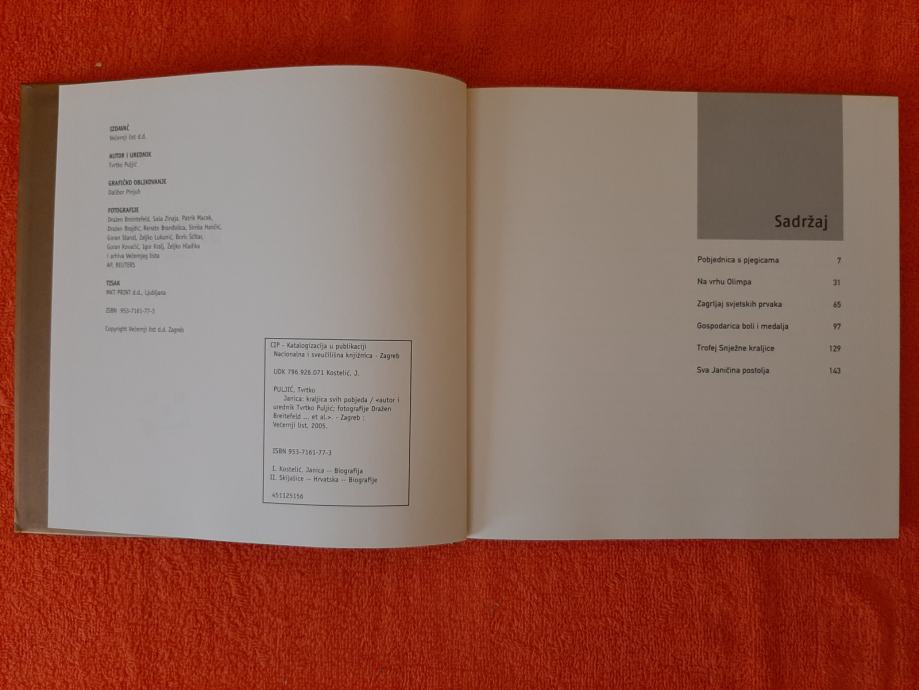 IZDAVAČ
Večernji list d.d.
AUTOR I UREDNIK
Tvrtko Puljić
GRAFIČKO OBLIKOVANJE
Dalibor Pinjuh
FOTOGRAFIJE
Dražen Breitefeld, Saša Zinaja, Patrik Macek,
Dražen Brajdić, Renato Branđolica, Siniša Hančić,
Goran Stanzl, Željko Lukunić, Boris Ščitar,
Goran Kovačić, Igor Kralj, Željko Hladika
i arhiva Večernjeg lista
AP, REUTERS
TISAK
MKT PRINT d.d., Ljubljana
ISBN 953-7161-77-3
Copyright Večernji list d.d. Zagreb
CIP - Katalogizacija u publikaciji
Nacionalna i sveučilišna knjižnica - Zagreb
UDK 796.926.071 Kostelić, J.
PULJIĆ, Tvrtko
Janica: kraljica svih pobjeda / <autor i
urednik Tvrtko Puljić; fotografije Dražen
Breitefeld ... et al.>. - Zagreb :
Večernji list, 2005.
ISBN 953-7161-77-3
I. Kostelić, Janica -- Biografija
II. Skijašice -- Hrvatska -- Biografije
451125156
Sadržaj
Pobjednica s pjegicama 7
Na vrhu Olimpa 31
Zagrljaj svjetskih prvaka 65
Gospodarica boli i medalja 97
Trofej Snježne kraljice 129
Sva Janičina postolja 143